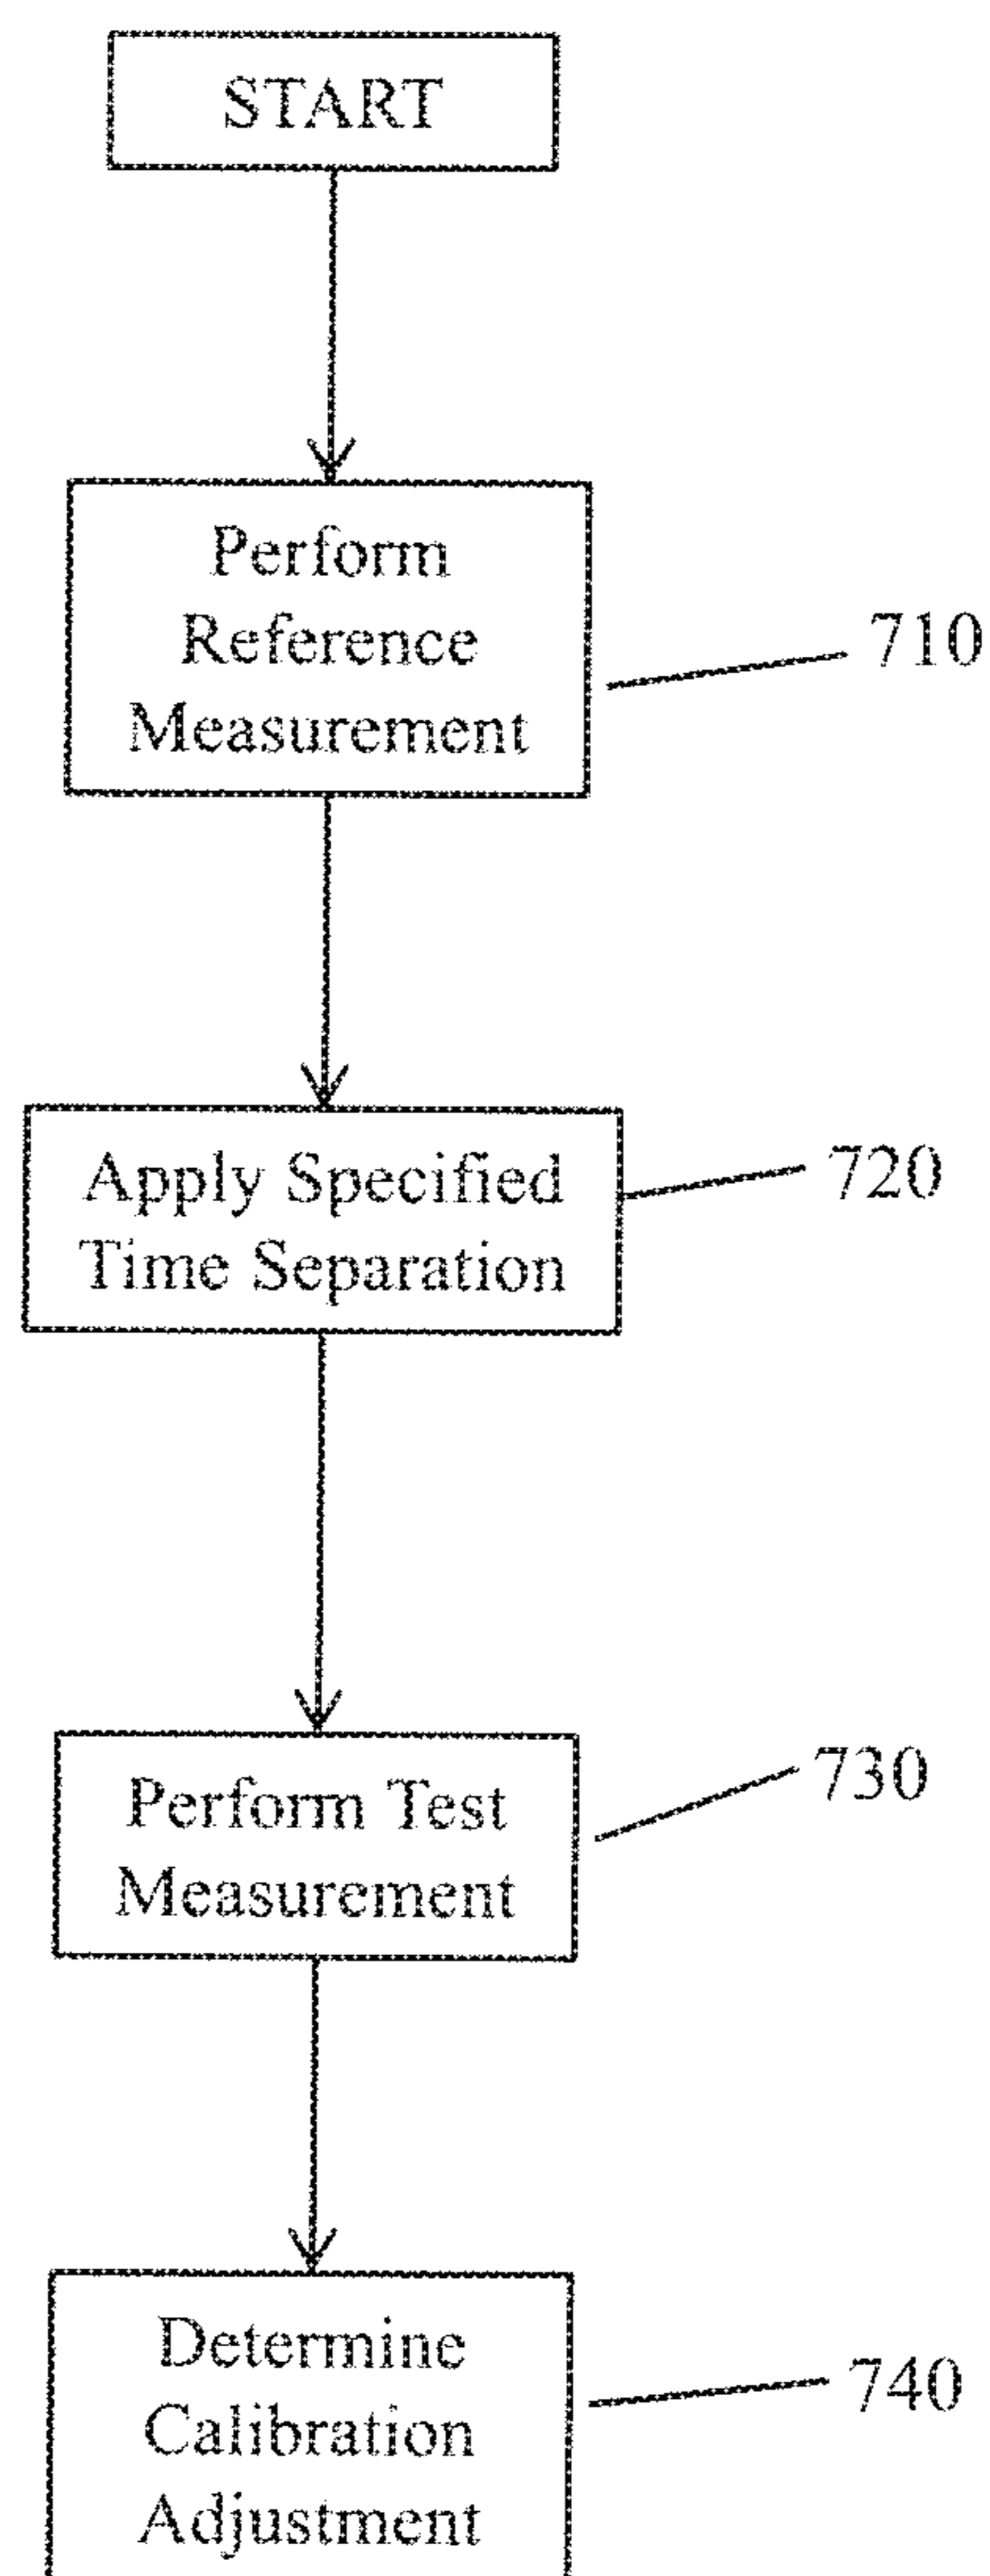 START
Perform
Reference
Measurement
710
Apply Specified
Time Separation
720
Perform Test
Measurement
730
Determine
Calibration
Adjustment
740